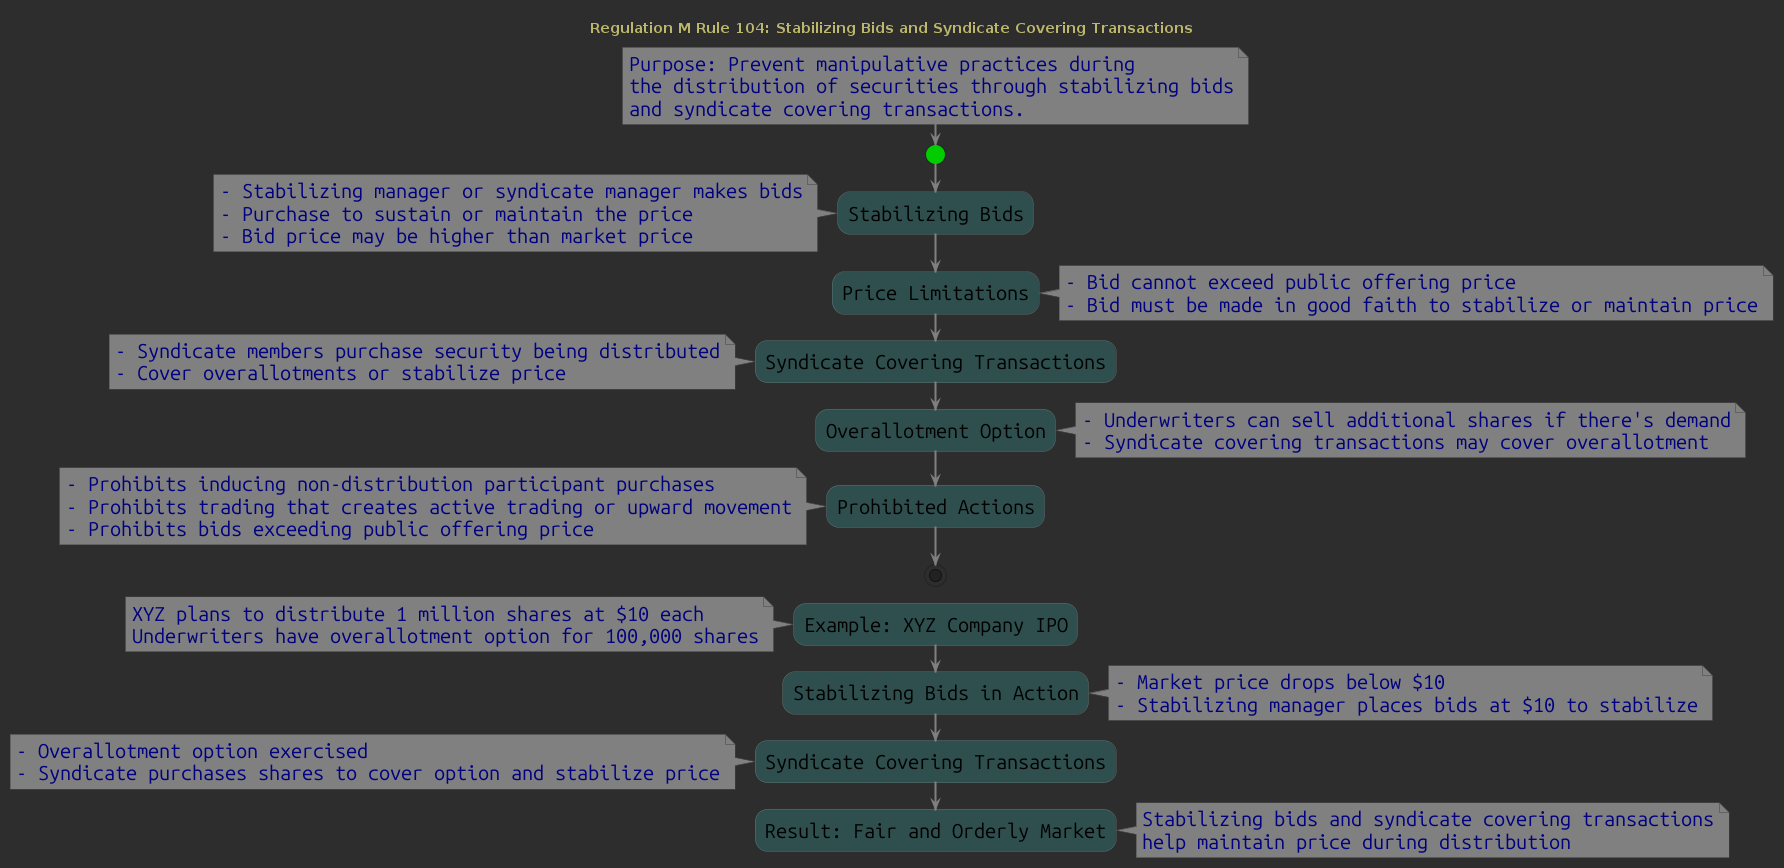 Regulation M Rule 104: Stabilizing Bids and Syndicate Covering Transactions
Purpose: Prevent manipulative practices during
the distribution of securities through stabilizing bids
and syndicate covering transactions.
- Stabilizing manager or syndicate manager makes bids
- Purchase to sustain or maintain the price
- Bid price may be higher than market price
Stabilizing Bids
Price Limitations
- Bid cannot exceed public offering price
- Bid must be made in good faith to stabilize or maintain price
- Syndicate members purchase security being distributed
- Cover overallotments or stabilize price
Syndicate Covering Transactions
Overallotment Option
- Underwriters can sell additional shares if there's demand
- Syndicate covering transactions may cover overallotment
- Prohibits inducing non-distribution participant purchases
- Prohibits trading that creates active trading or upward movement
- Prohibits bids exceeding public offering price
Prohibited Actions
XYZ plans to distribute 1 million shares at $10 each
Underwriters have overallotment option for 100,000 shares
Example: XYZ Company IPO
Stabilizing Bids in Action
- Market price drops below $10
- Stabilizing manager places bids at $10 to stabilize
- Overallotment option exercised
- Syndicate purchases shares to cover option and stabilize price
Syndicate Covering Transactions
Result: Fair and Orderly Market
Stabilizing bids and syndicate covering transactions
help maintain price during distribution